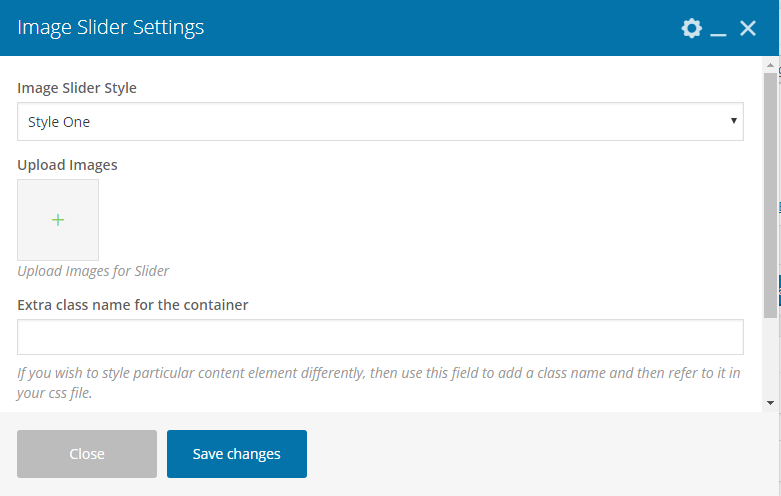 Image Slider Settings
Image Slider Style
Style One
Upload Images
Upload Images for Slider
Extra class name for the container
If you wish to style particular content element differently, then use this field to add a class name and then refer to it in
your css file.
Close
Save changes